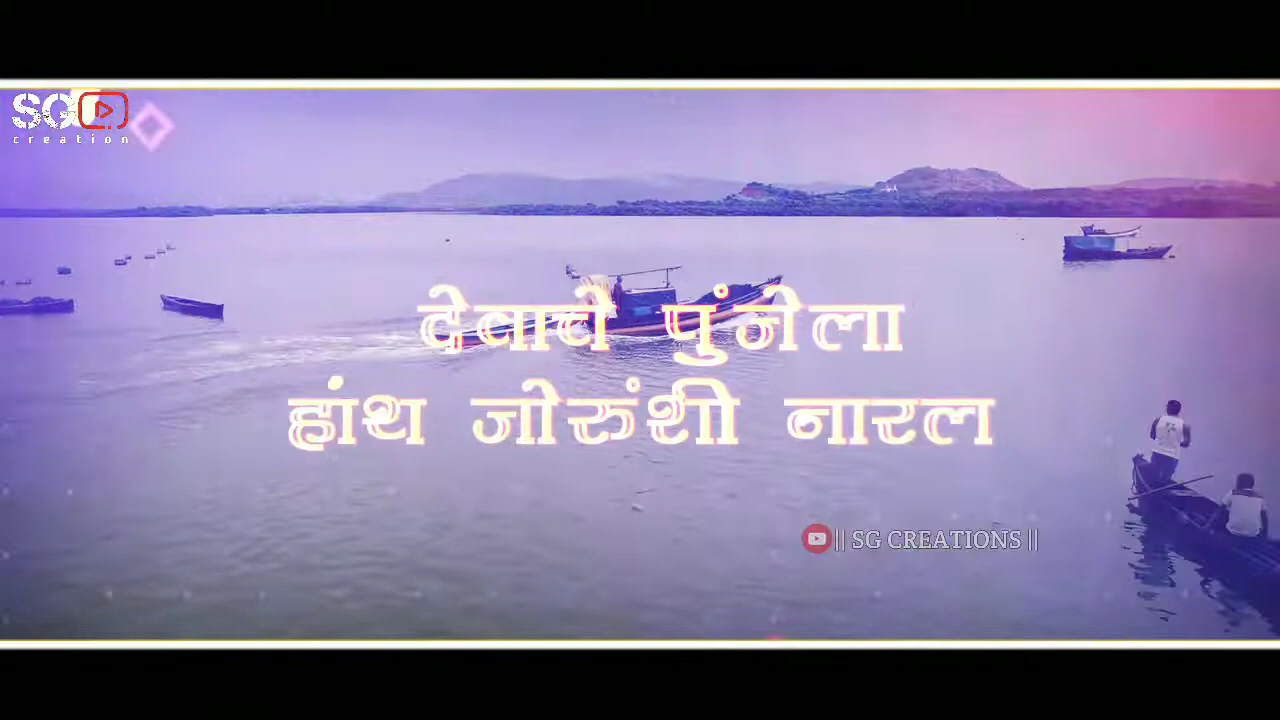 SG
creation
देवाचे पुंजेला
हांथ जोरुंशी नारल
|| SG CREATIONS ||